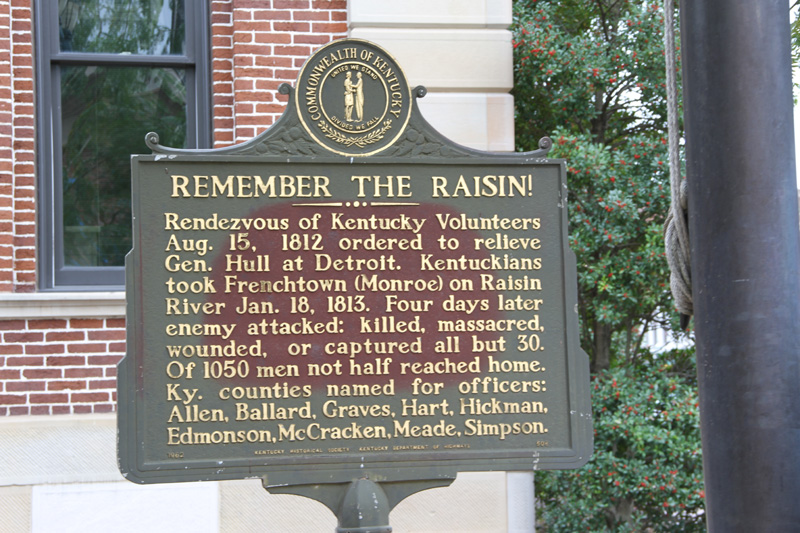 COMMONWEALTH OF KENTUCKY
UNITED WE STAND
DIVIDED WE FALL
REMEMBER THE RAISIN!
Rendezvous of Kentucky Volunteers
Aug. 15, 1812 ordered to relieve
Gen. Hull at Detroit. Kentuckians
took Frenchtown (Monroe) on Raisin
River Jan. 18, 1813. Four days later
enemy attacked: killed, massacred,
wounded, or captured all but 30.
Of 1050 men not half reached home.
Ky. counties named for officers:
Allen, Ballard, Graves, Hart, Hickman,
Edmonson, McCracken, Meade, Simpson.
KENTUCKY HISTORICAL SOCIETY KENTUCKY DEPARTMENT OF HIGHWAYS